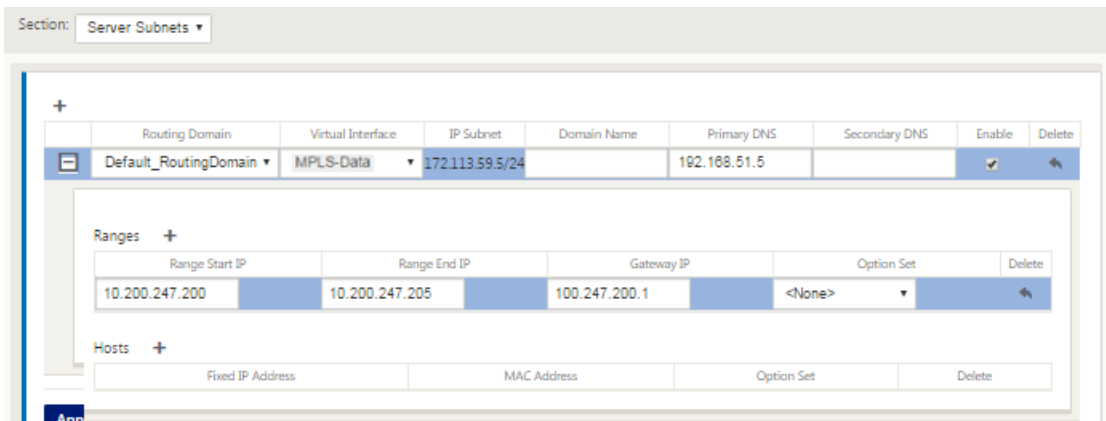 Section: Server Subnets
+
Routing Domain Virtual Interface IP Subnet Domain Name Primary DNS Secondary DNS Enable Delete
Default_RoutingDomain MPLS-Data 172.113.59.5/24 192.168.51.5
Ranges +
Range Start IP Range End IP Gateway IP Option Set Delete
10.200.247.200 10.200.247.205 100.247.200.1 <None>
Hosts +
Fixed IP Address MAC Address Option Set Delete